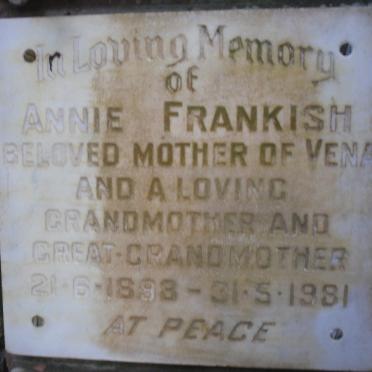 In Loving Memory
of
ANNIE FRANKISH
BELOVED MOTHER OF VENA
AND A LOVING
GRANDMOTHER AND
GREAT-GRANDMOTHER
21·6·1893 – 31·5·1981
AT PEACE